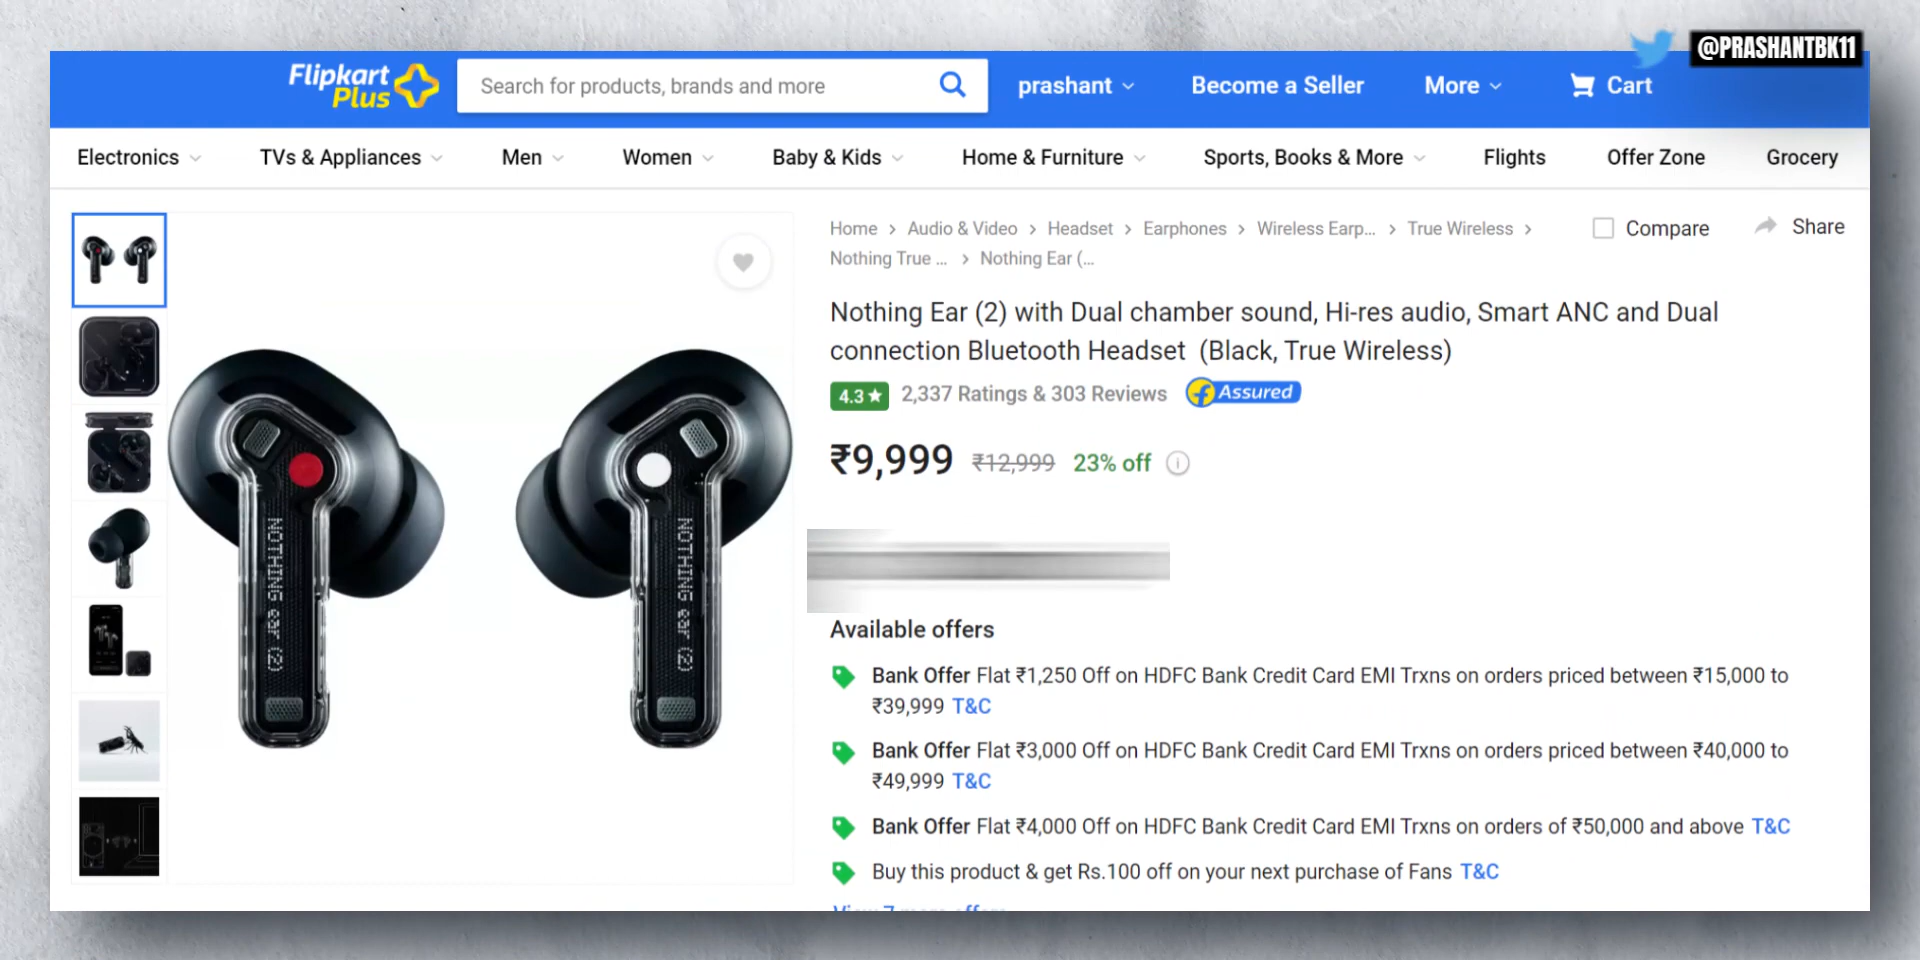 @PRASHANTBK11
Flipkart
Plus
Search for products, brands and more
prashant
Become a Seller
More
Cart
Electronics
TVs & Appliances
Men
Women
Baby & Kids
Home & Furniture
Sports, Books & More
Flights
Offer Zone
Grocery
Home > Audio & Video > Headset > Earphones > Wireless Earp... > True Wireless >
Nothing True ... > Nothing Ear (...
Compare
Share
Nothing Ear (2) with Dual chamber sound, Hi-res audio, Smart ANC and Dual
connection Bluetooth Headset (Black, True Wireless)
4.3★ 2,337 Ratings & 303 Reviews f Assured
₹9,999 ₹12,999 23% off i
NOTHING ear (2)
NOTHING ear (2)
Available offers
Bank Offer Flat ₹1,250 Off on HDFC Bank Credit Card EMI Trxns on orders priced between ₹15,000 to
₹39,999 T&C
Bank Offer Flat ₹3,000 Off on HDFC Bank Credit Card EMI Trxns on orders priced between ₹40,000 to
₹49,999 T&C
Bank Offer Flat ₹4,000 Off on HDFC Bank Credit Card EMI Trxns on orders of ₹50,000 and above T&C
Buy this product & get Rs.100 off on your next purchase of Fans T&C